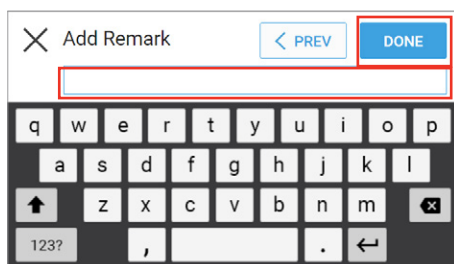 Add Remark PREV DONE
q w e r t y u i o p
a s d f g h j k l
z x c v b n m
123? , .